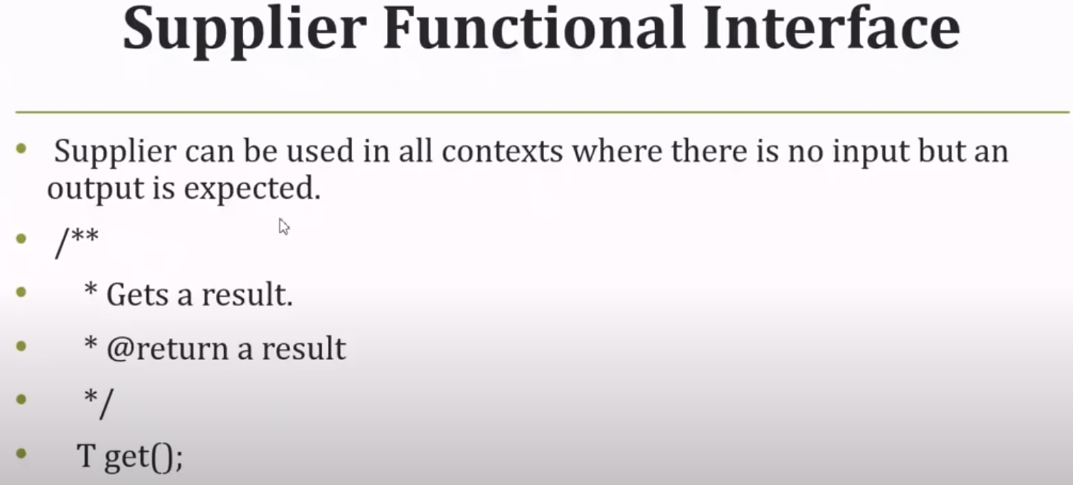 Supplier Functional Interface
• Supplier can be used in all contexts where there is no input but an
output is expected.
• /**
• * Gets a result.
• * @return a result
• */
• T get();